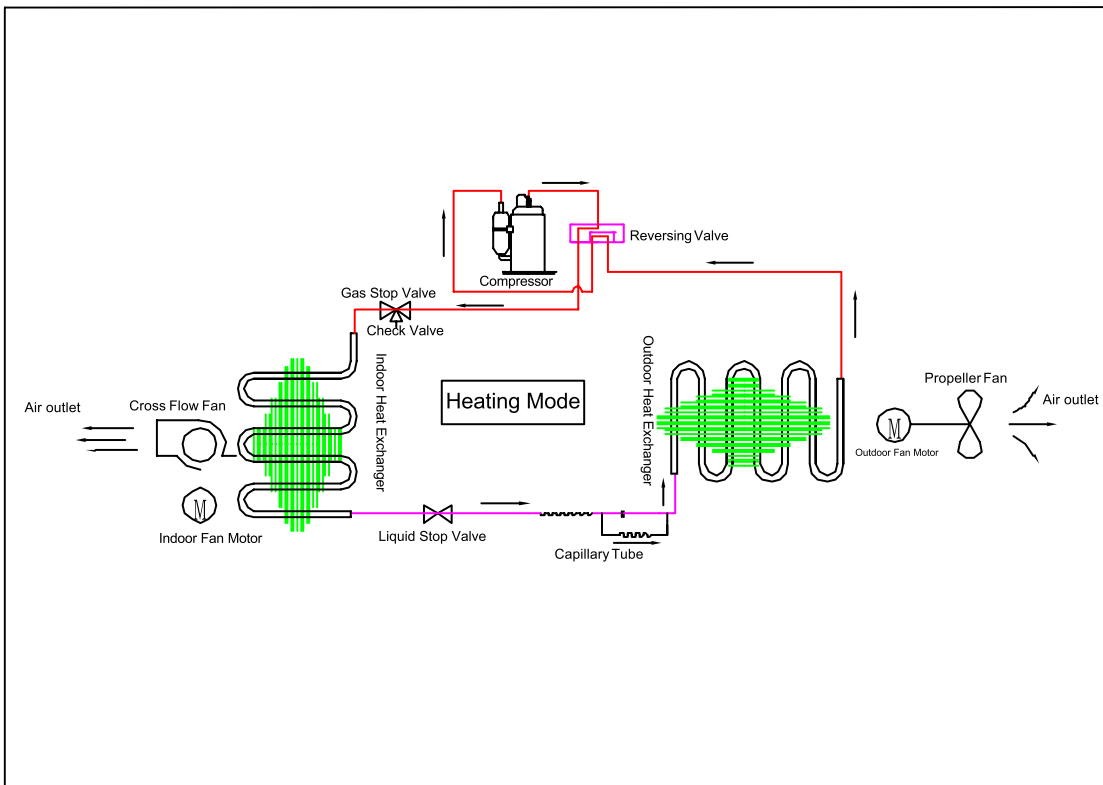 Reversing Valve
Compressor
Gas Stop Valve
Check Valve
Indoor Heat Exchanger
Outdoor Heat Exchanger
Heating Mode
Propeller Fan
Air outlet
Cross Flow Fan
Air outlet
M
Outdoor Fan Motor
M
Indoor Fan Motor
Liquid Stop Valve
Capillary Tube